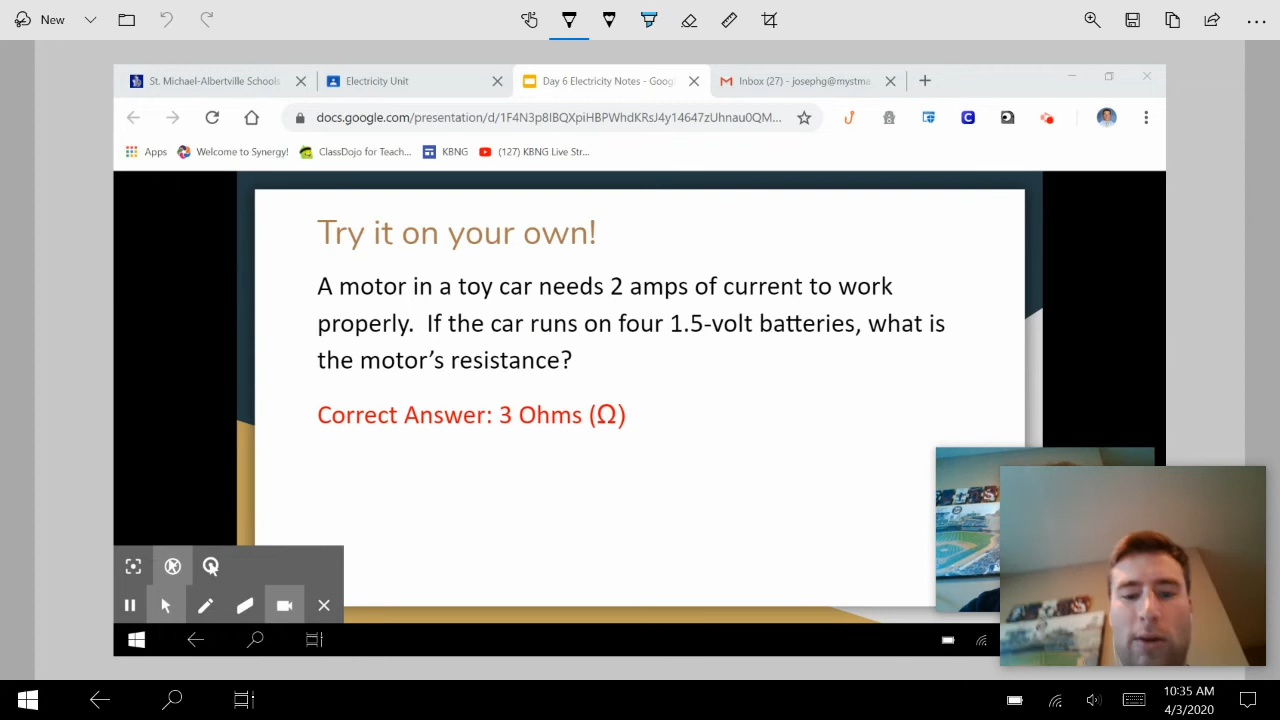 New
St. Michael-Albertville Schools
Electricity Unit
Day 6 Electricity Notes - Goog
Inbox (27) - josephg@mystma
docs.google.com/presentation/d/1F4N3p8IBQXpiHBPWhdKRsJ4y14647zUhnau0QM...
Apps
Welcome to Synergy!
ClassDojo for Teach...
KBNG
(127) KBNG Live Str...
Try it on your own!
A motor in a toy car needs 2 amps of current to work
properly. If the car runs on four 1.5-volt batteries, what is
the motor's resistance?
Correct Answer: 3 Ohms (Ω)
10:35 AM
4/3/2020